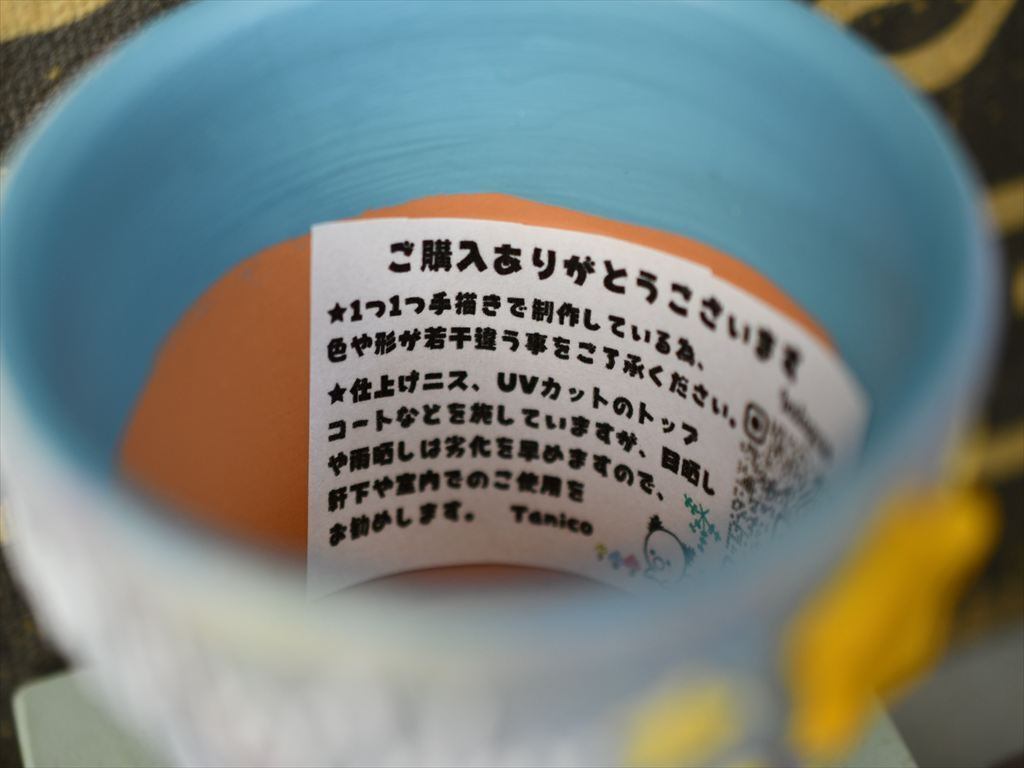 ご購入ありがとうございます
★1つ1つ手描きで制作している為、
色や形が若干違う事をご了承ください。
★仕上げニス、UVカットのトップ
コートなどを施していますが、日晒し
や雨晒しは劣化を早めますので、
軒下や室内でのご使用を
お勧めします。 Tanico